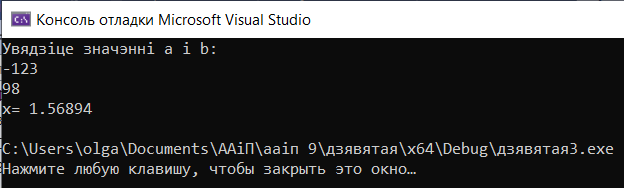 Консоль отладки Microsoft Visual Studio
Увядзіце значэнні a i b:
-123
98
x= 1.56894
C:\Users\olga\Documents\ААіП\ааіп 9\дзявятая\x64\Debug\дзявятая3.exe
Нажмите любую клавишу, чтобы закрыть это окно…